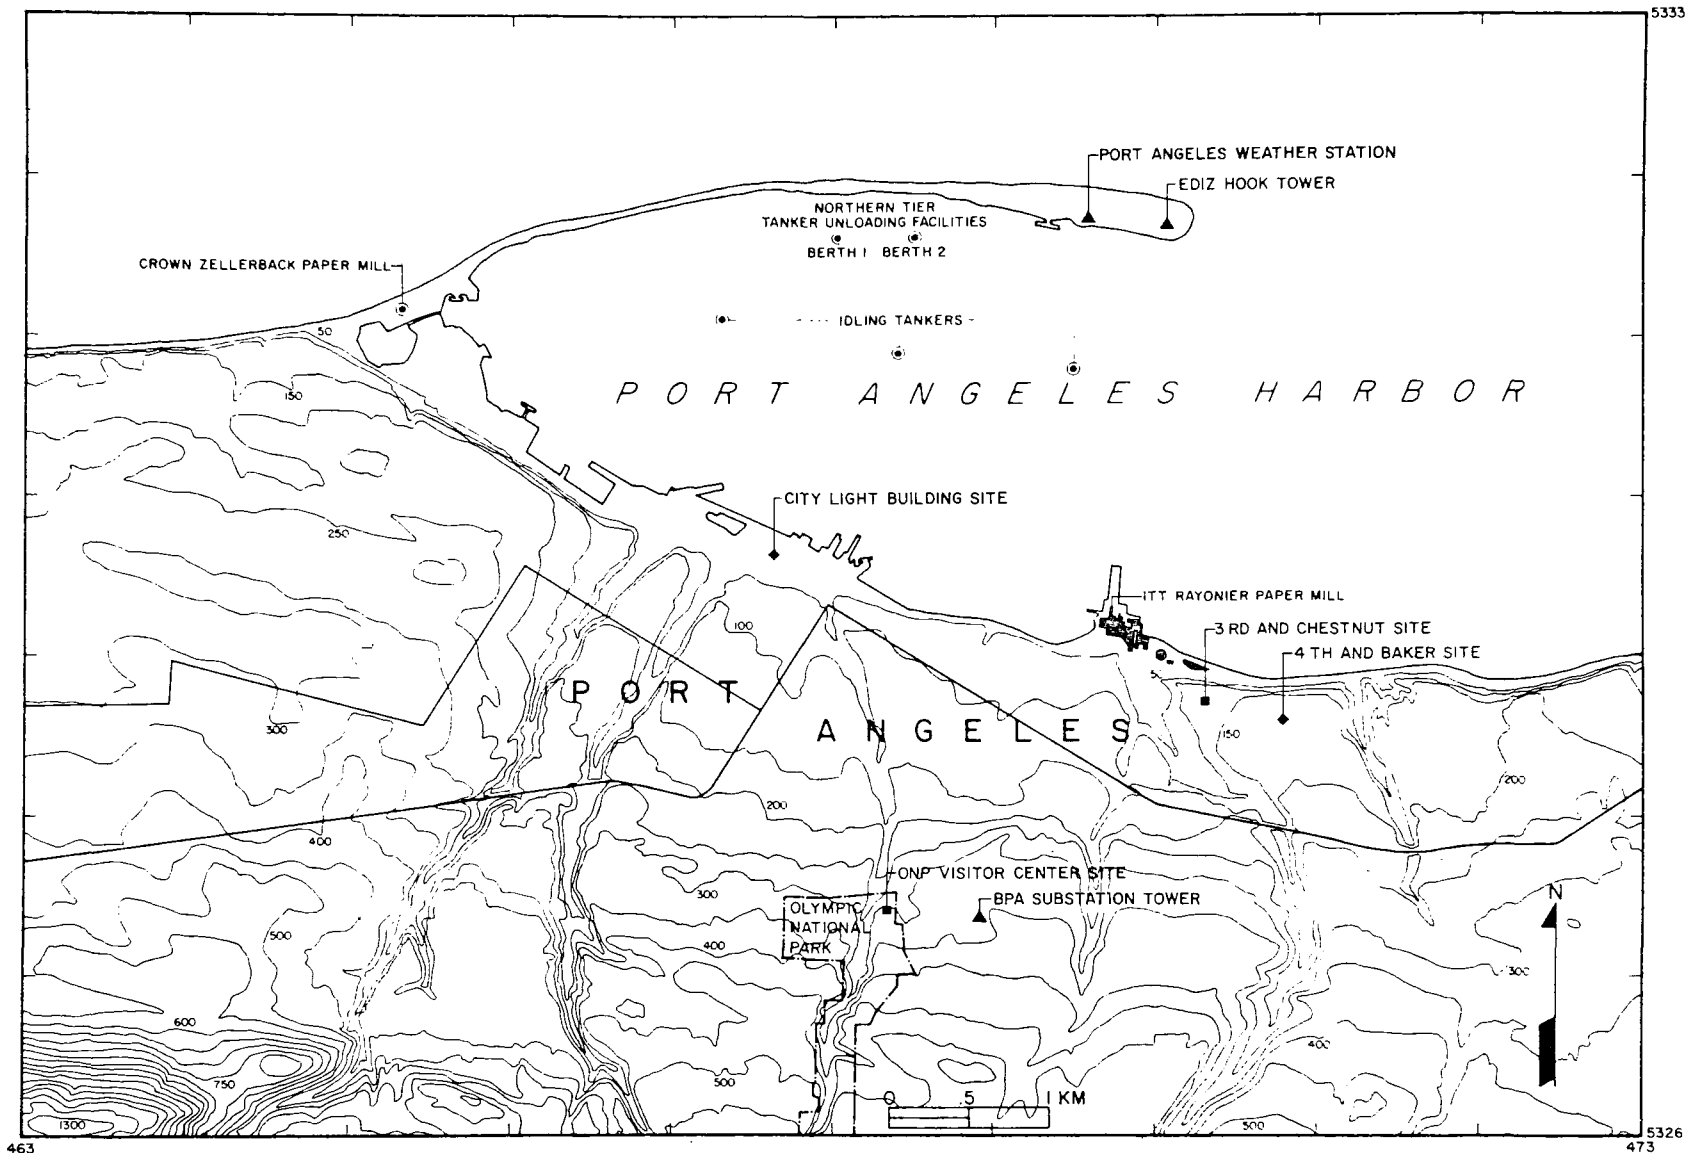 5333
PORT ANGELES WEATHER STATION
EDIZ HOOK TOWER
NORTHERN TIER
TANKER UNLOADING FACILITIES
BERTH 1 BERTH 2
CROWN ZELLERBACK PAPER MILL
IDLING TANKERS
50
PORT ANGELES HARBOR
150
CITY LIGHT BUILDING SITE
250
ITT RAYONIER PAPER MILL
100
3 RD AND CHESTNUT SITE
4 TH AND BAKER SITE
PORT
300
ANGELES
150
200
200
400
ONP VISITOR CENTER SITE
300
BPA SUBSTATION TOWER
N
OLYMPIC
NATIONAL
PARK
500
400
300
600
400
750
500
0 .5 1 KM
1300
500
5326
463
473